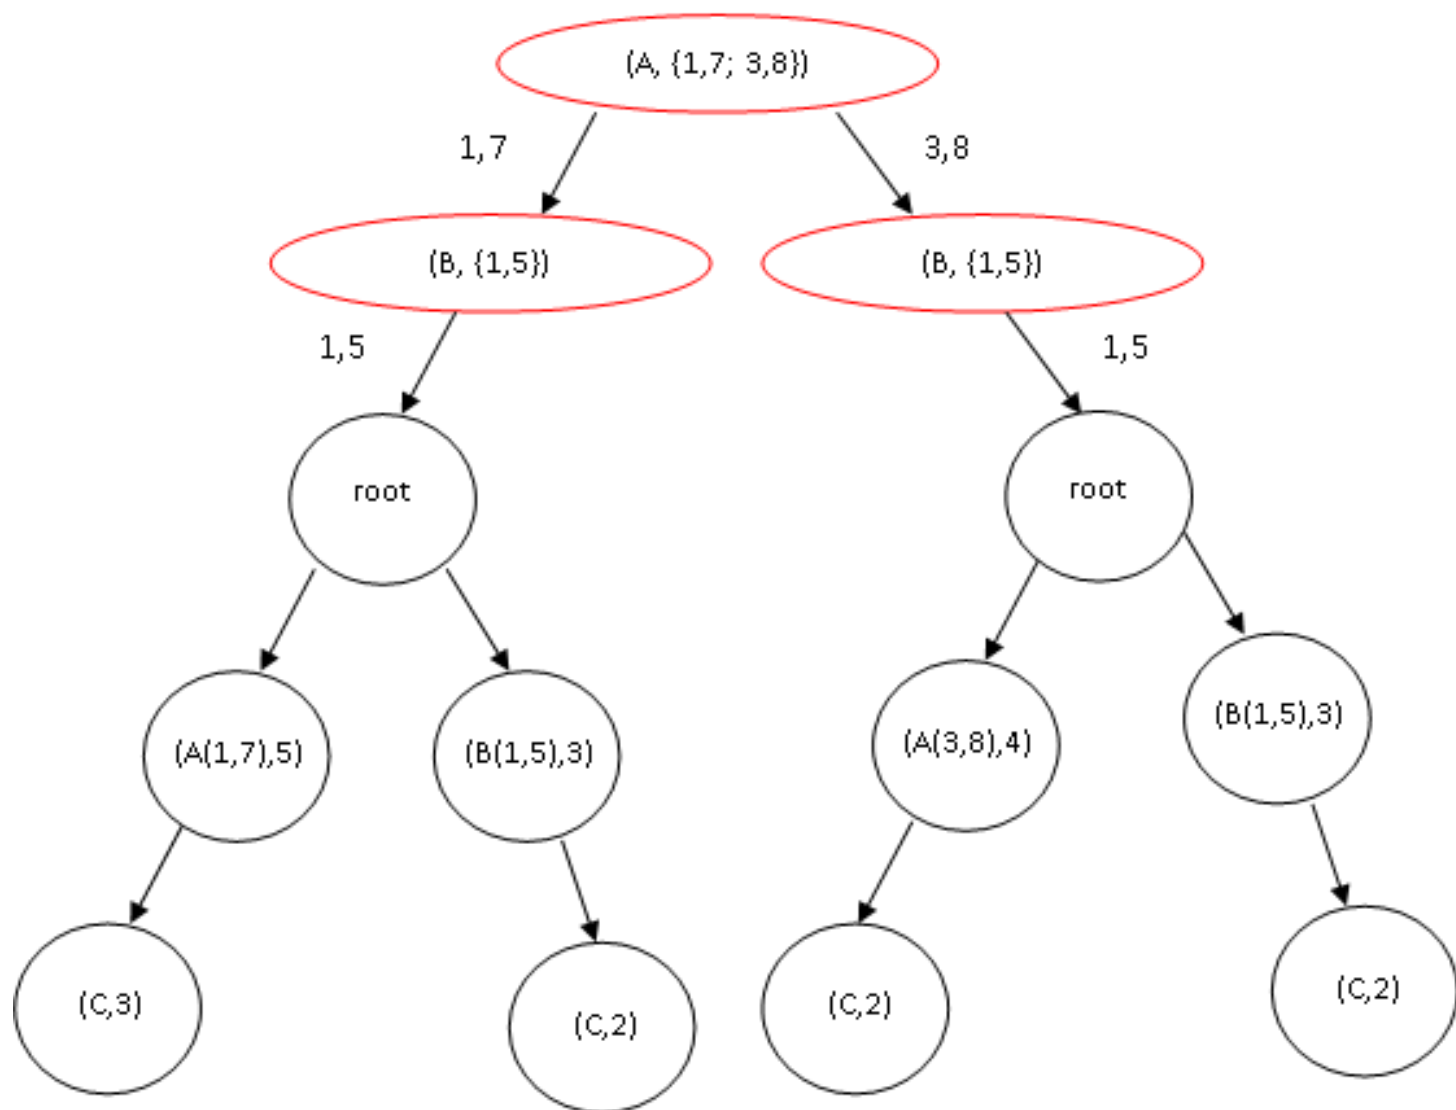 (A, {1,7; 3,8})
1,7
3,8
(B, {1,5})
(B, {1,5})
1,5
1,5
root
root
(A(1,7),5)
(B(1,5),3)
(A(3,8),4)
(B(1,5),3)
(C,3)
(C,2)
(C,2)
(C,2)